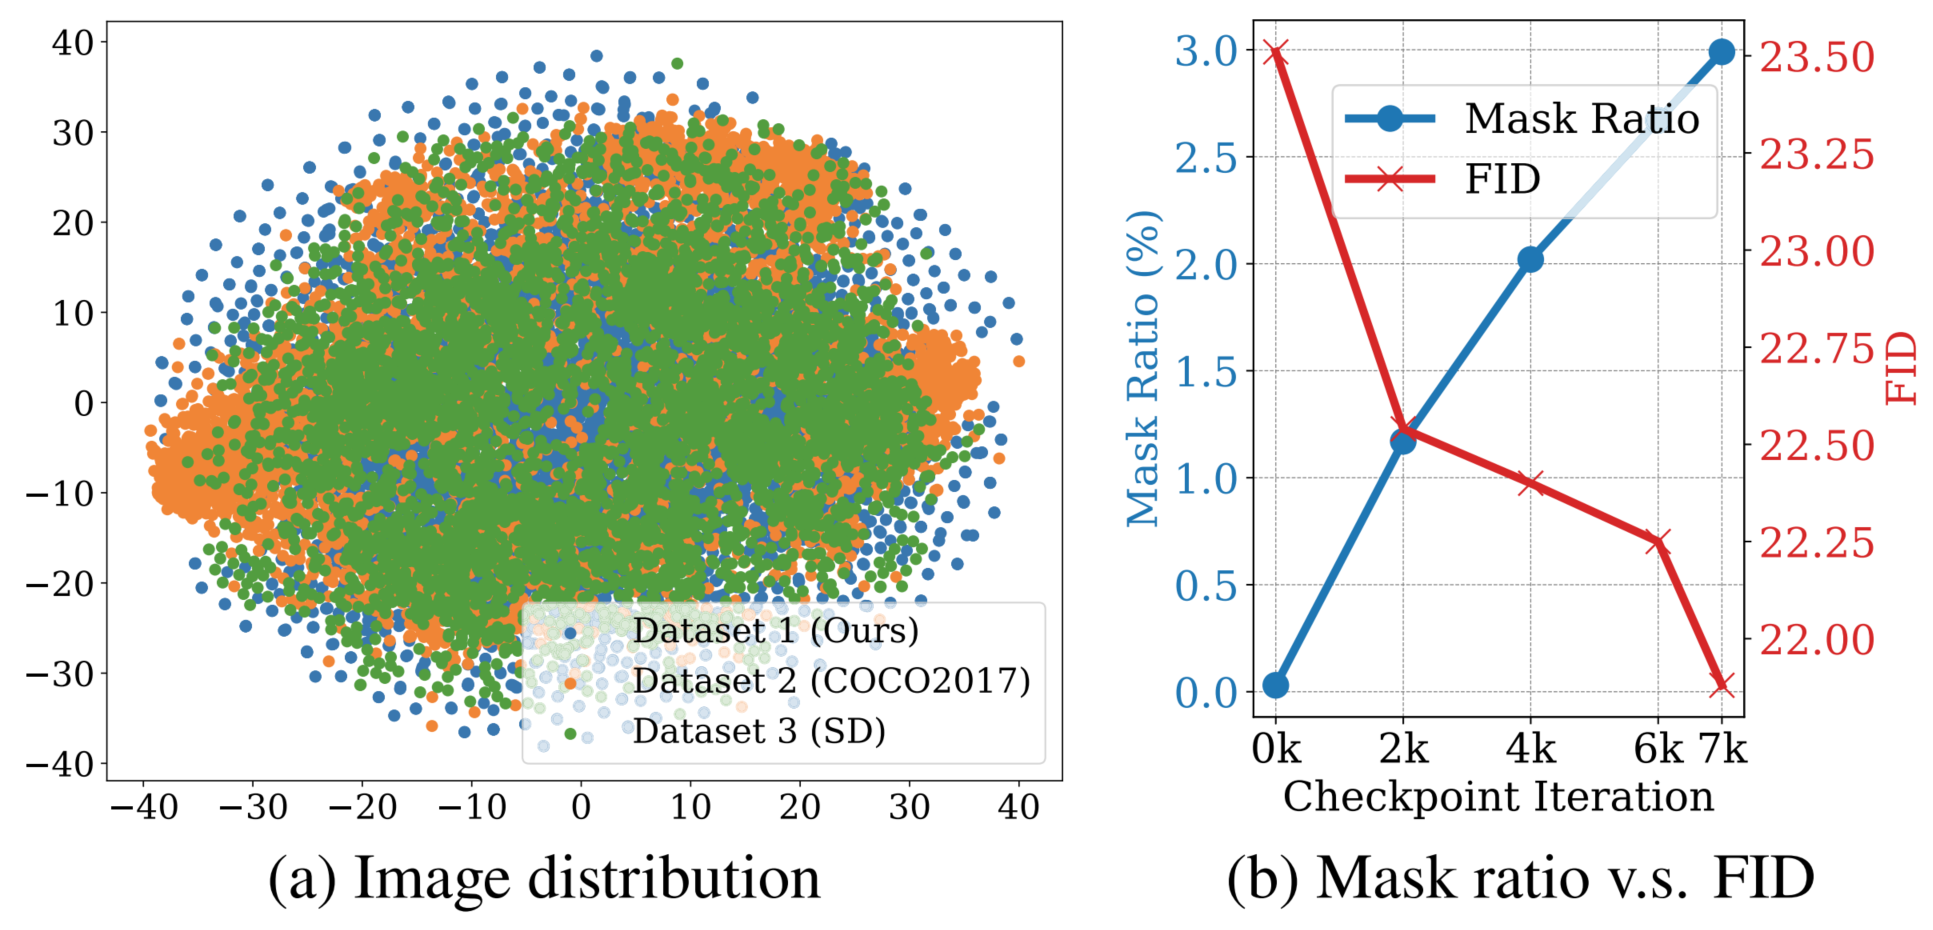 40
30
20
10
0
−10
−20
−30
−40
−40 −30 −20 −10 0 10 20 30 40
Dataset 1 (Ours)
Dataset 2 (COCO2017)
Dataset 3 (SD)
(a) Image distribution
Mask Ratio (%)
3.0
2.5
2.0
1.5
1.0
0.5
0.0
Mask Ratio
FID
23.50
23.25
23.00
22.75
22.50
22.25
22.00
FID
0k 2k 4k 6k 7k
Checkpoint Iteration
(b) Mask ratio v.s. FID